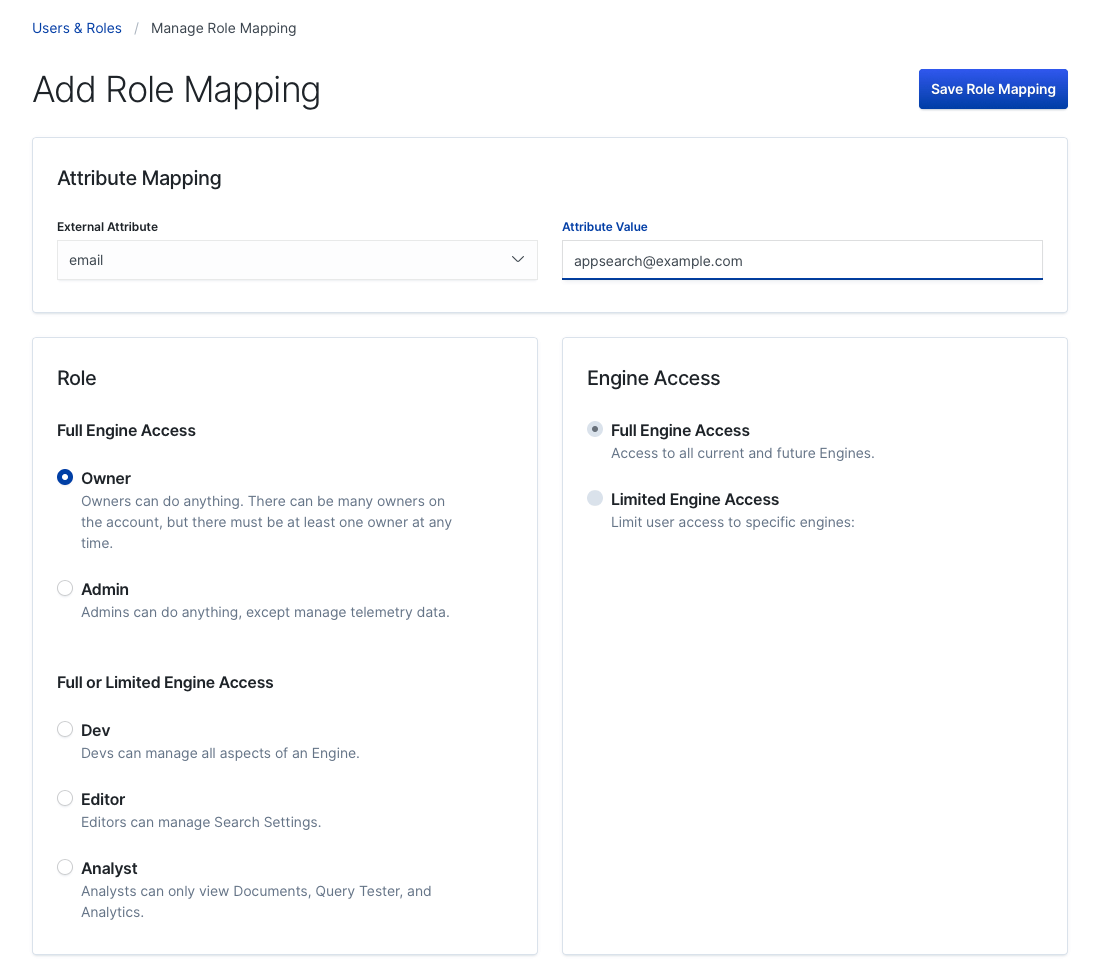 Users & Roles / Manage Role Mapping
Add Role Mapping
Save Role Mapping
Attribute Mapping
External Attribute
email
Attribute Value
appsearch@example.com
Role
Full Engine Access
Owner
Owners can do anything. There can be many owners on
the account, but there must be at least one owner at any
time.
Admin
Admins can do anything, except manage telemetry data.
Full or Limited Engine Access
Dev
Devs can manage all aspects of an Engine.
Editor
Editors can manage Search Settings.
Analyst
Analysts can only view Documents, Query Tester, and
Analytics.
Engine Access
Full Engine Access
Access to all current and future Engines.
Limited Engine Access
Limit user access to specific engines: